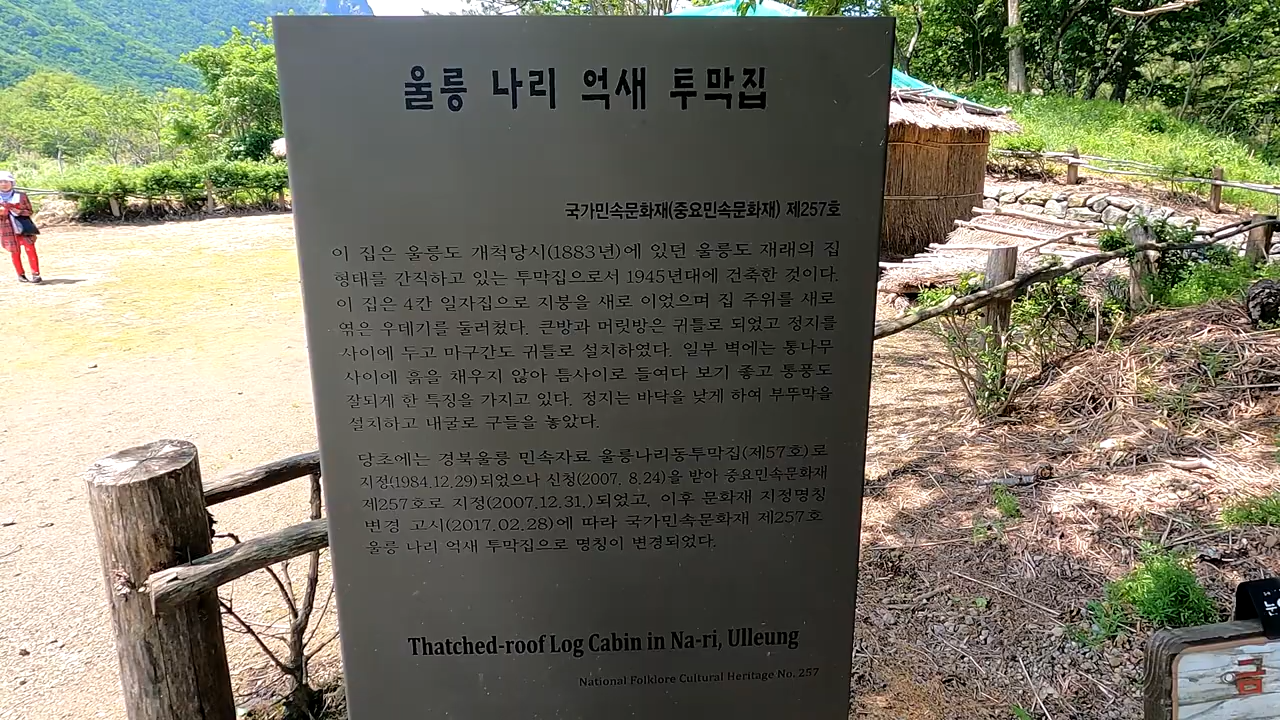 울릉 나리 억새 투막집
국가민속문화재(중요민속문화재) 제257호
이 집은 울릉도 개척당시(1883년)에 있던 울릉도 재래의 집
형태를 간직하고 있는 투막집으로서 1945년대에 건축한 것이다.
이 집은 4간 일자집으로 지붕을 새로 이었으며 집 주위를 새로
엮은 우데기를 둘러쳤다. 큰방과 머릿방은 귀틀로 되었고 정지를
사이에 두고 마구간도 귀틀로 설치하였다. 일부 벽에는 통나무
사이에 흙을 채우지 않아 틈사이로 들여다 보기 좋고 통풍도
잘되게 한 특징을 가지고 있다. 정지는 바닥을 낮게 하여 부뚜막을
설치하고 내굴로 구들을 놓았다.
당초에는 경북울릉 민속자료 울릉나리동투막집(제57호)로
지정(1984.12.29)되었으나 신청(2007. 8.24)을 받아 중요민속문화재
제257호로 지정(2007.12.31.)되었고, 이후 문화재 지정명칭
변경 고시(2017.02.28)에 따라 국가민속문화재 제257호
울릉 나리 억새 투막집으로 명칭이 변경되었다.
Thatched-roof Log Cabin in Na-ri, Ulleung
National Folklore Cultural Heritage No. 257
금